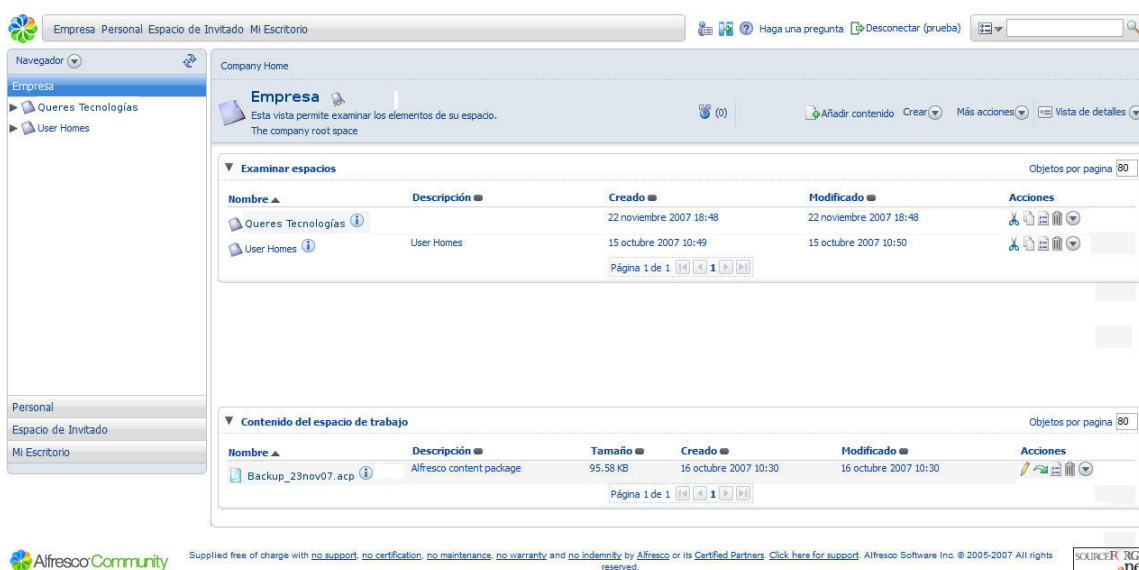 Empresa Personal Espacio de Invitado Mi Escritorio
Haga una pregunta Desconectar (prueba)
Navegador
Company Home
Empresa
Queres Tecnologías
User Homes
Empresa
Esta vista permite examinar los elementos de su espacio.
The company root space
(0)
Añadir contenido Crear Más acciones Vista de detalles
Examinar espacios Objetos por pagina 80
Nombre Descripción Creado Modificado Acciones
Queres Tecnologías 22 noviembre 2007 18:48 22 noviembre 2007 18:48
User Homes User Homes 15 octubre 2007 10:49 15 octubre 2007 10:50
Página 1 de 1 1
Personal
Espacio de Invitado
Mi Escritorio
Contenido del espacio de trabajo Objetos por pagina 80
Nombre Descripción Tamaño Creado Modificado Acciones
Backup_23nov07.acp Alfresco content package 95.58 KB 16 octubre 2007 10:30 16 octubre 2007 10:30
Página 1 de 1 1
Alfresco Community
Supplied free of charge with no support, no certification, no maintenance, no warranty and no indemnity by Alfresco or its Certified Partners. Click here for support. Alfresco Software Inc. © 2005-2007 All rights
reserved.